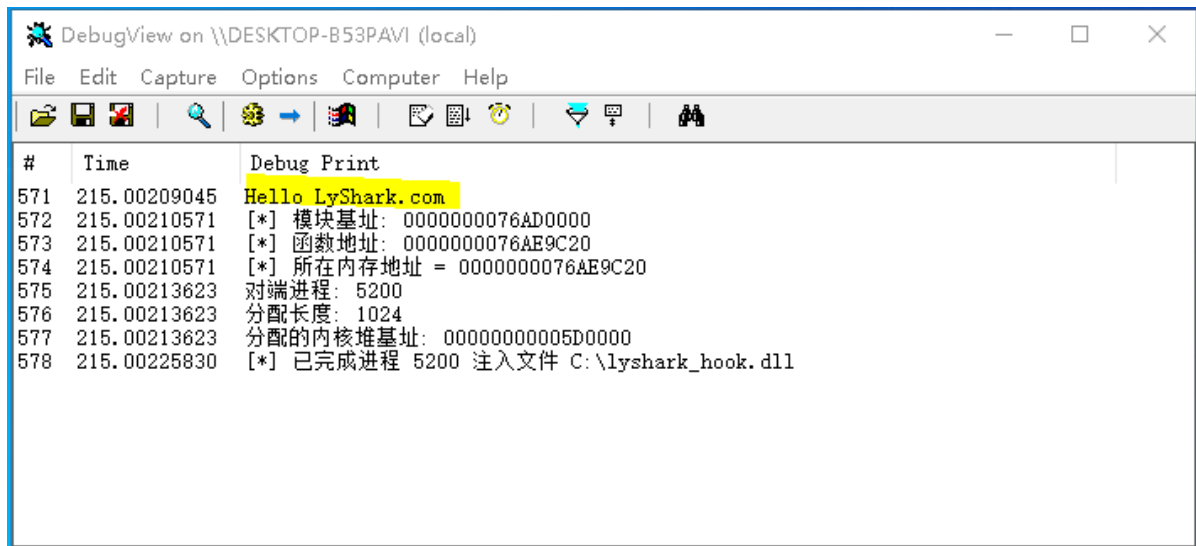 DebugView on \\DESKTOP-B53PAVI (local)
File Edit Capture Options Computer Help
# Time Debug Print
571 215.00209045 Hello LyShark.com
572 215.00210571 [*] 模块基址: 0000000076AD0000
573 215.00210571 [*] 函数地址: 0000000076AE9C20
574 215.00210571 [*] 所在内存地址 = 0000000076AE9C20
575 215.00213623 对端进程: 5200
576 215.00213623 分配长度: 1024
577 215.00213623 分配的内核堆基址: 00000000005D0000
578 215.00225830 [*] 已完成进程 5200 注入文件 C:\lyshark_hook.dll